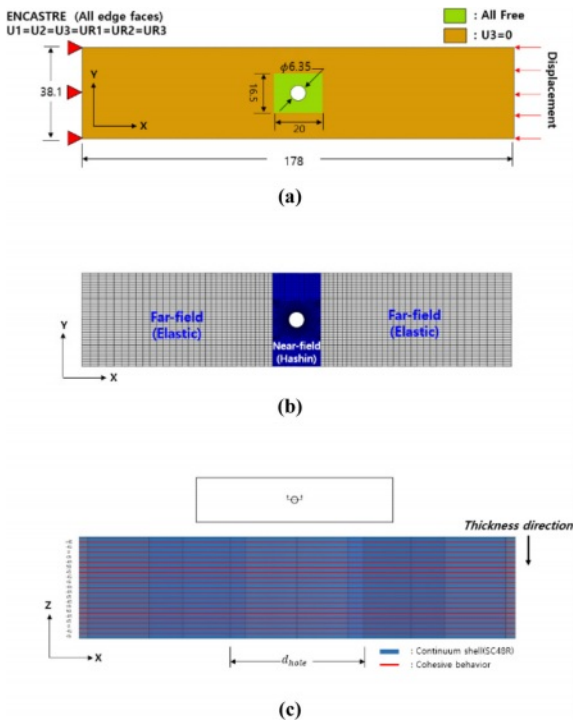 ENCASTRE (All edge faces)
U1=U2=U3=UR1=UR2=UR3
: All Free
: U3=0
ϕ6.35
Y
38.1
16.5
X
20
Displacement
178
(a)
Far-field
(Elastic)
Near-field
(Hashin)
Far-field
(Elastic)
Y
X
(b)
Thickness direction
Z
X
d_hole
: Continuum shell(SC48R)
: Cohesive behavior
(c)